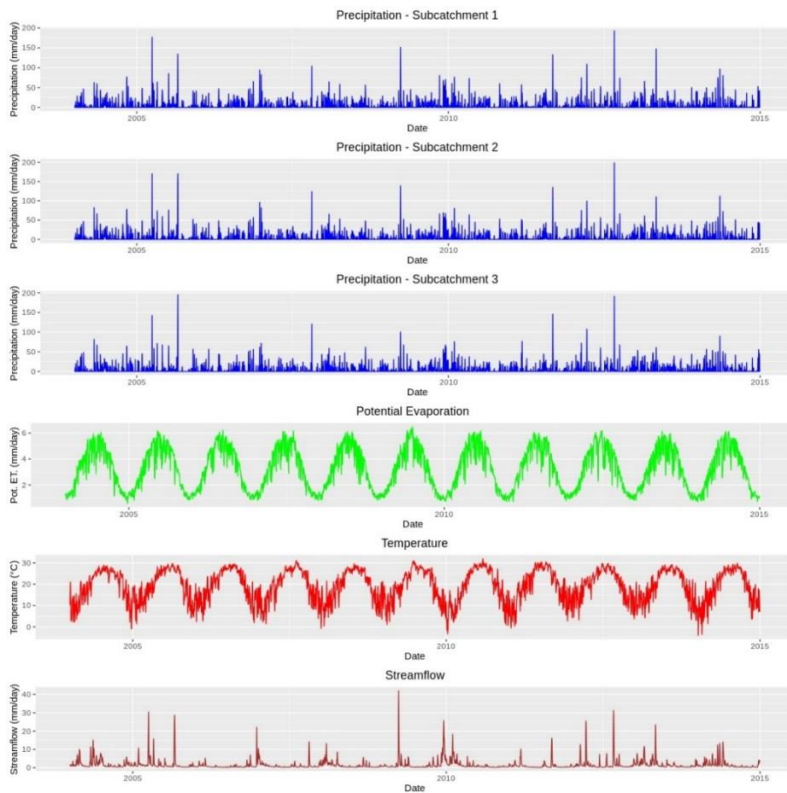 Precipitation - Subcatchment 1
Precipitation (mm/day)
200
150
100
50
0
2005 2010 2015
Date
Precipitation - Subcatchment 2
Precipitation (mm/day)
200
150
100
50
0
2005 2010 2015
Date
Precipitation - Subcatchment 3
Precipitation (mm/day)
200
150
100
50
0
2005 2010 2015
Date
Potential Evaporation
Pot. ET. (mm/day)
6
4
2
2005 2010 2015
Date
Temperature
Temperature (°C)
30
20
10
0
2005 2010 2015
Date
Streamflow
Streamflow (mm/day)
40
30
20
10
0
2005 2010 2015
Date